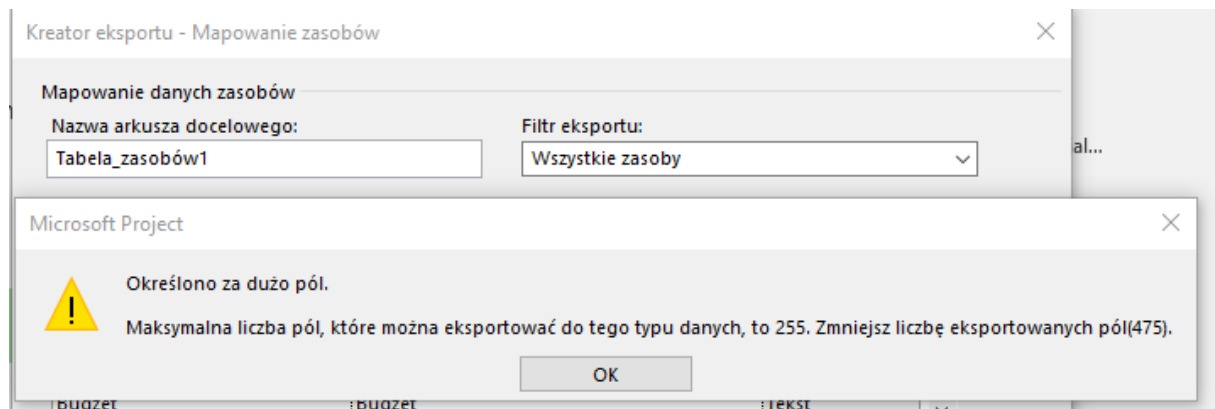 Kreator eksportu - Mapowanie zasobów
Mapowanie danych zasobów
Nazwa arkusza docelowego:
Filtr eksportu:
Tabela_zasobów1
Wszystkie zasoby
al...
Microsoft Project
Określono za dużo pól.
Maksymalna liczba pól, które można eksportować do tego typu danych, to 255. Zmniejsz liczbę eksportowanych pól(475).
OK
Budżet
Budżet
Tekst